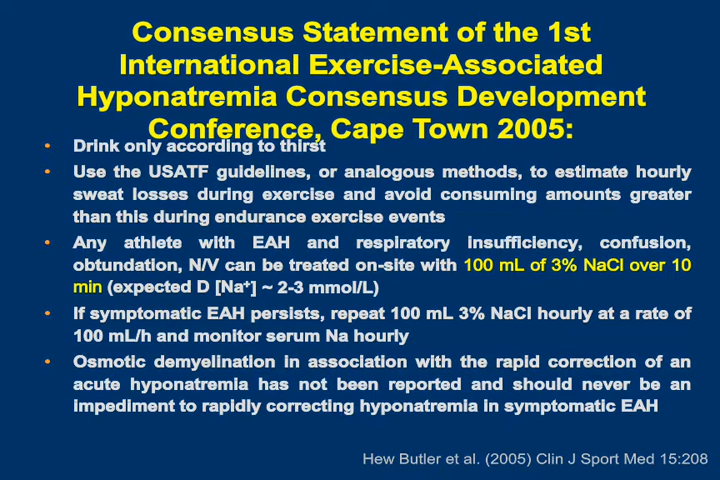 Consensus Statement of the 1st
International Exercise-Associated
Hyponatremia Consensus Development
Conference, Cape Town 2005:
• Drink only according to thirst
• Use the USATF guidelines, or analogous methods, to estimate hourly
sweat losses during exercise and avoid consuming amounts greater
than this during endurance exercise events
• Any athlete with EAH and respiratory insufficiency, confusion,
obtundation, N/V can be treated on-site with 100 mL of 3% NaCl over 10
min (expected D [Na⁺] ~ 2-3 mmol/L)
• If symptomatic EAH persists, repeat 100 mL 3% NaCl hourly at a rate of
100 mL/h and monitor serum Na hourly
• Osmotic demyelination in association with the rapid correction of an
acute hyponatremia has not been reported and should never be an
impediment to rapidly correcting hyponatremia in symptomatic EAH
Hew Butler et al. (2005) Clin J Sport Med 15:208